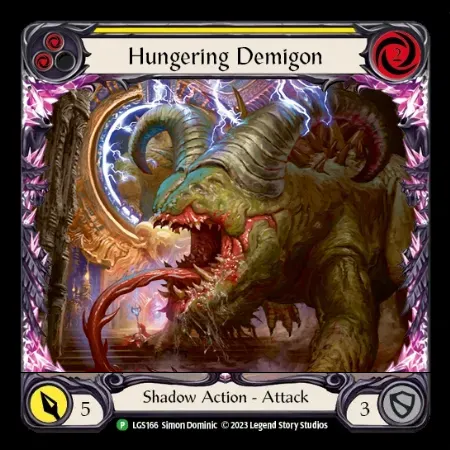 Hungering Demigon
2
Shadow Action - Attack
5
3
P LGS166 Simon Dominic © 2023 Legend Story Studios